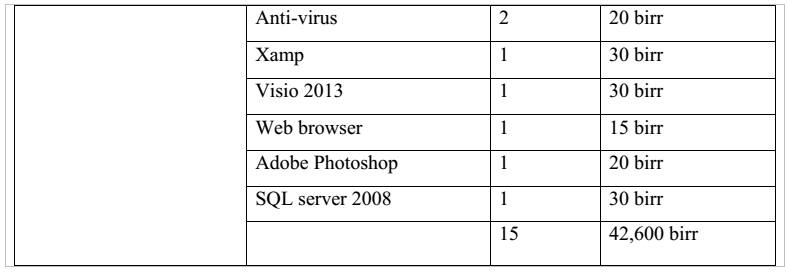 Anti-virus 2 20 birr
Xamp 1 30 birr
Visio 2013 1 30 birr
Web browser 1 15 birr
Adobe Photoshop 1 20 birr
SQL server 2008 1 30 birr
15 42,600 birr